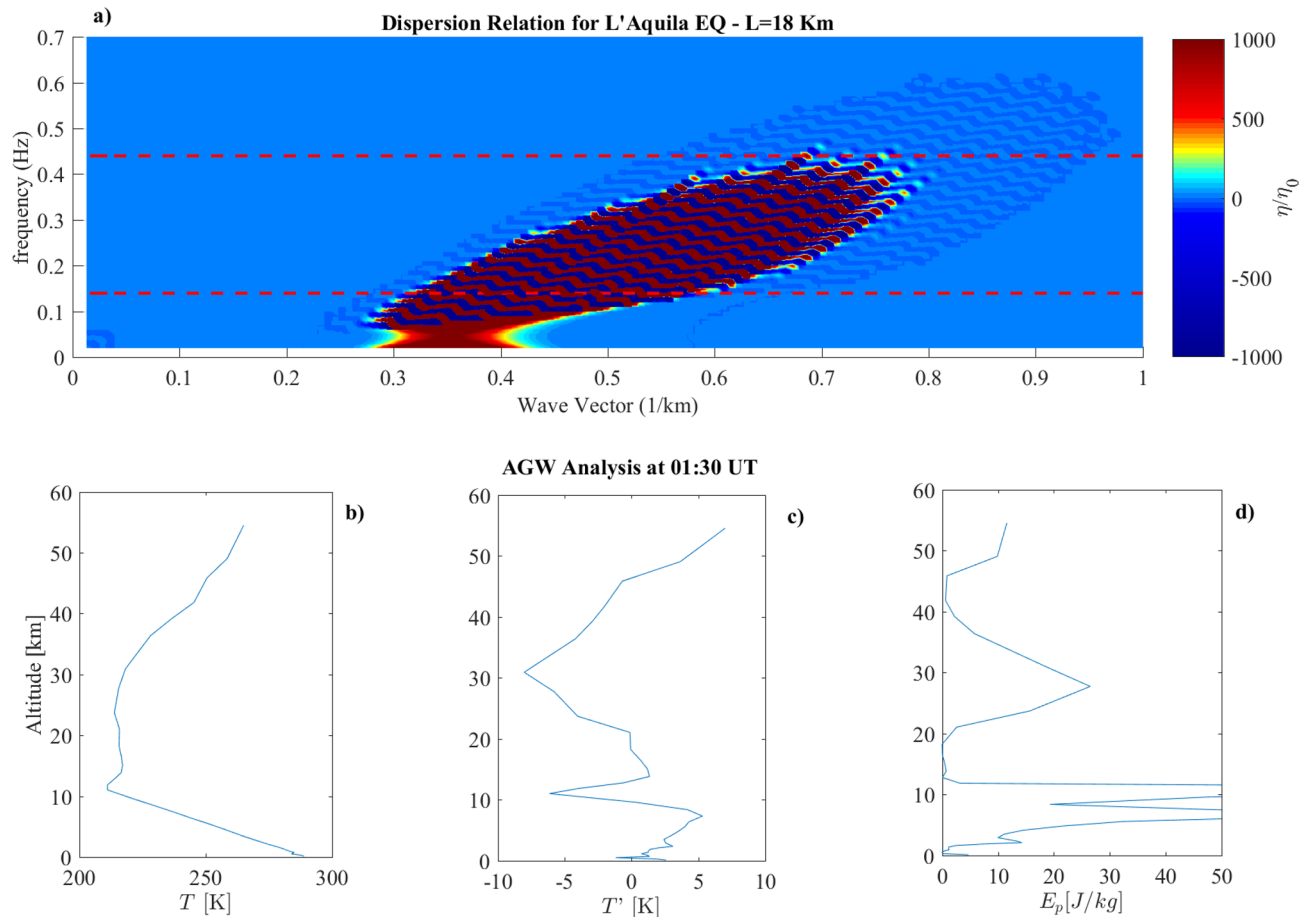 a)
Dispersion Relation for L'Aquila EQ - L=18 Km
0.7
0.6
0.5
0.4
0.3
0.2
0.1
0
frequency (Hz)
0 0.1 0.2 0.3 0.4 0.5 0.6 0.7 0.8 0.9 1
Wave Vector (1/km)
1000
500
0
-500
-1000
η/η₀
AGW Analysis at 01:30 UT
b)
60
50
40
30
20
10
0
Altitude [km]
200 250 300
T [K]
c)
60
50
40
30
20
10
0
-10 -5 0 5 10
T' [K]
d)
60
50
40
30
20
10
0
0 10 20 30 40 50
Eₚ[J/kg]